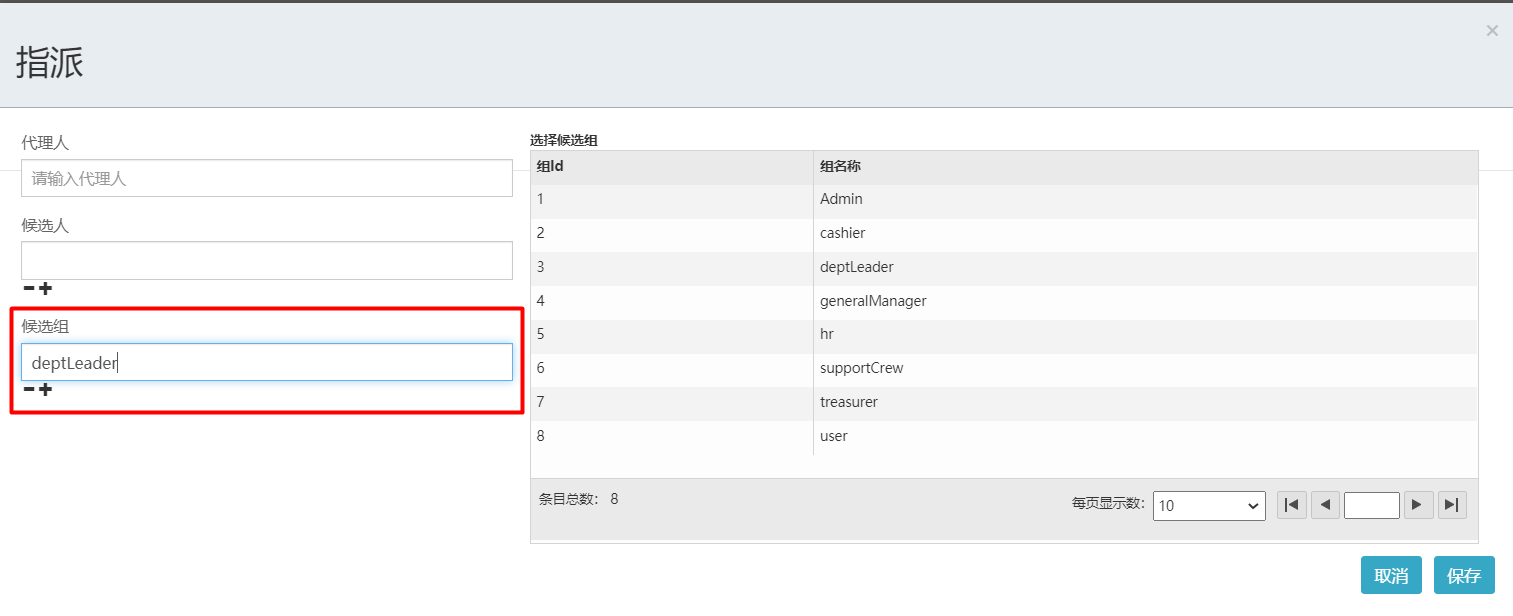 ×
指派
代理人
请输入代理人
候选人
候选组
deptLeader
选择候选组
组Id 组名称
1 Admin
2 cashier
3 deptLeader
4 generalManager
5 hr
6 supportCrew
7 treasurer
8 user
条目总数: 8 每页显示数: 10
取消 保存